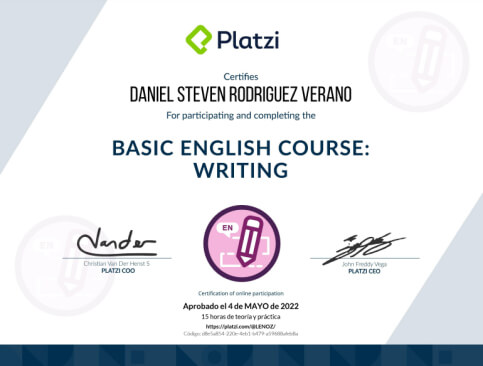 Platzi
Certifies
DANIEL STEVEN RODRIGUEZ VERANO
For participating and completing the
BASIC ENGLISH COURSE:
WRITING
EN
Christian Van Der Henst S
PLATZI COO
John Freddy Vega
PLATZI CEO
Certification of online participation
Aprobado el 4 de MAYO de 2022
15 horas de teoría y práctica
https://platzi.com/@LENOZ/
Código: